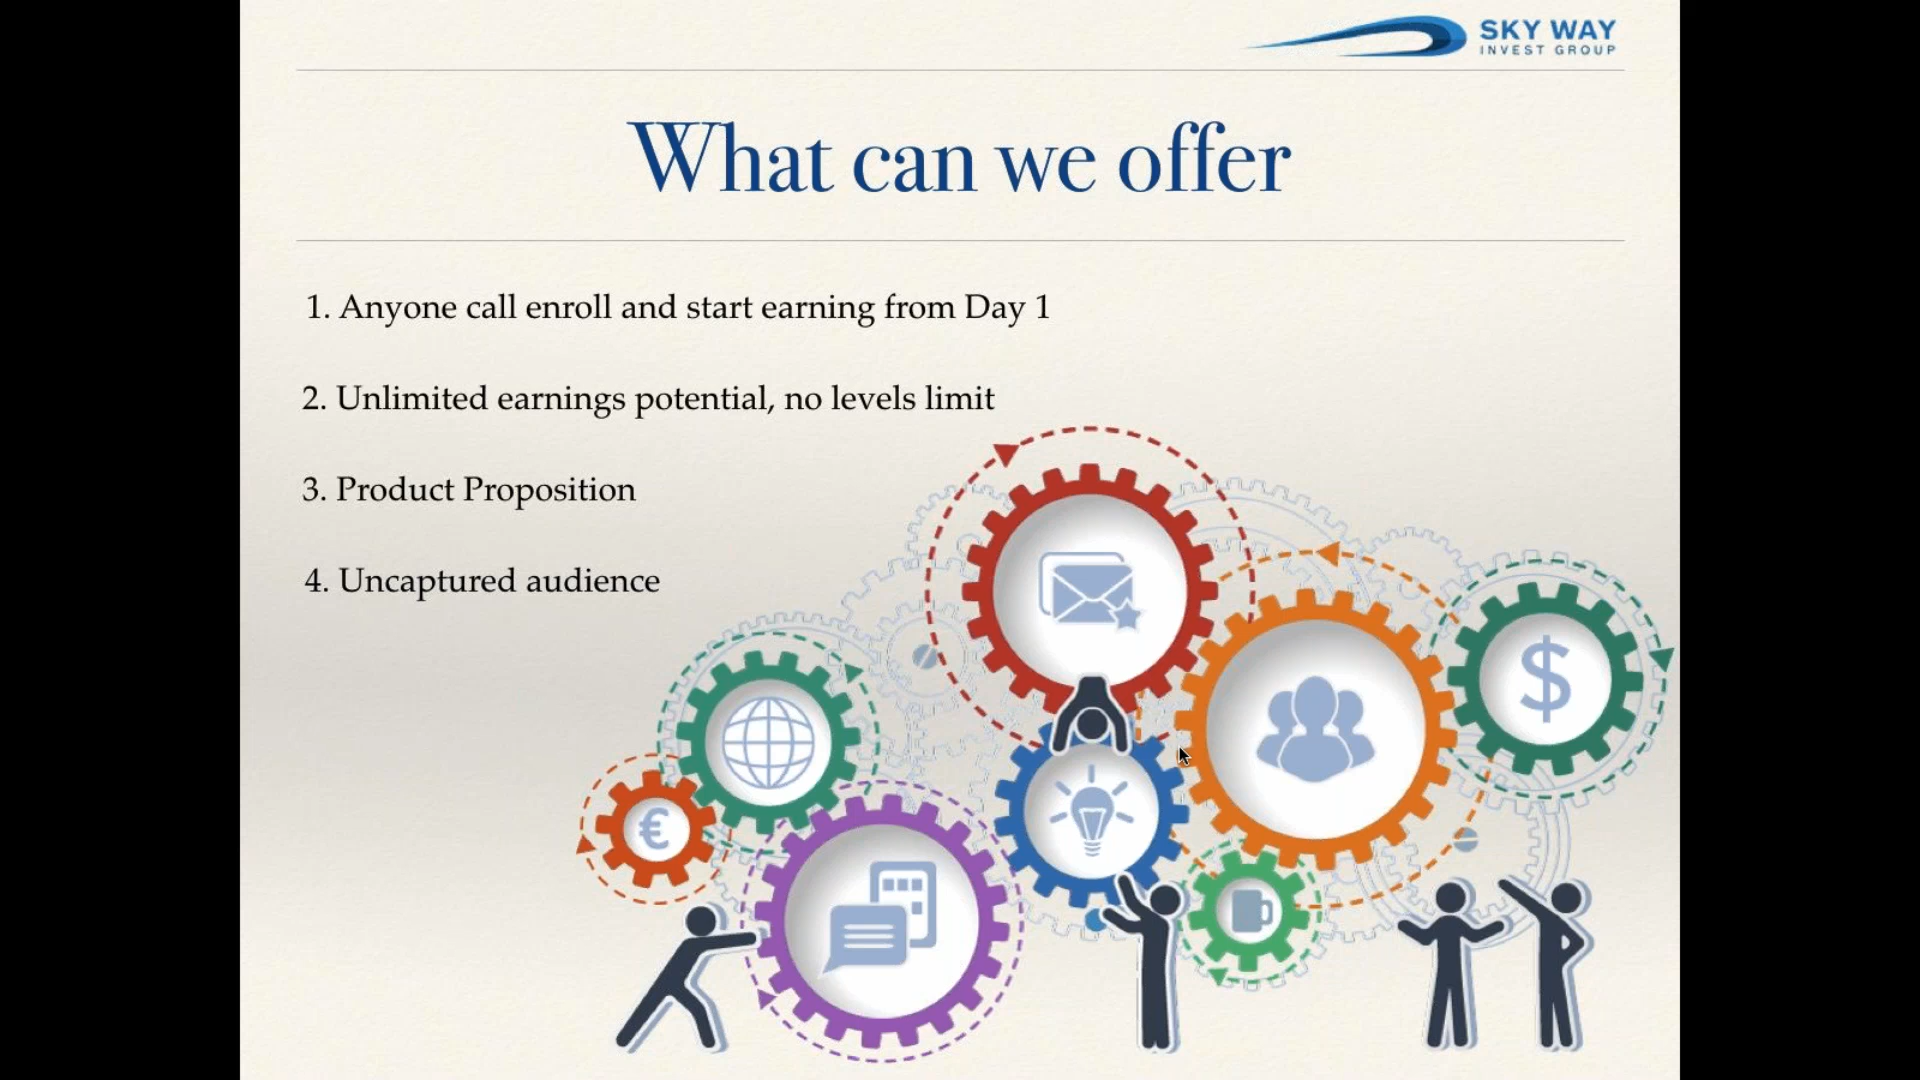 SKY WAY
INVEST GROUP
What can we offer
1. Anyone call enroll and start earning from Day 1
2. Unlimited earnings potential, no levels limit
3. Product Proposition
4. Uncaptured audience
$
€